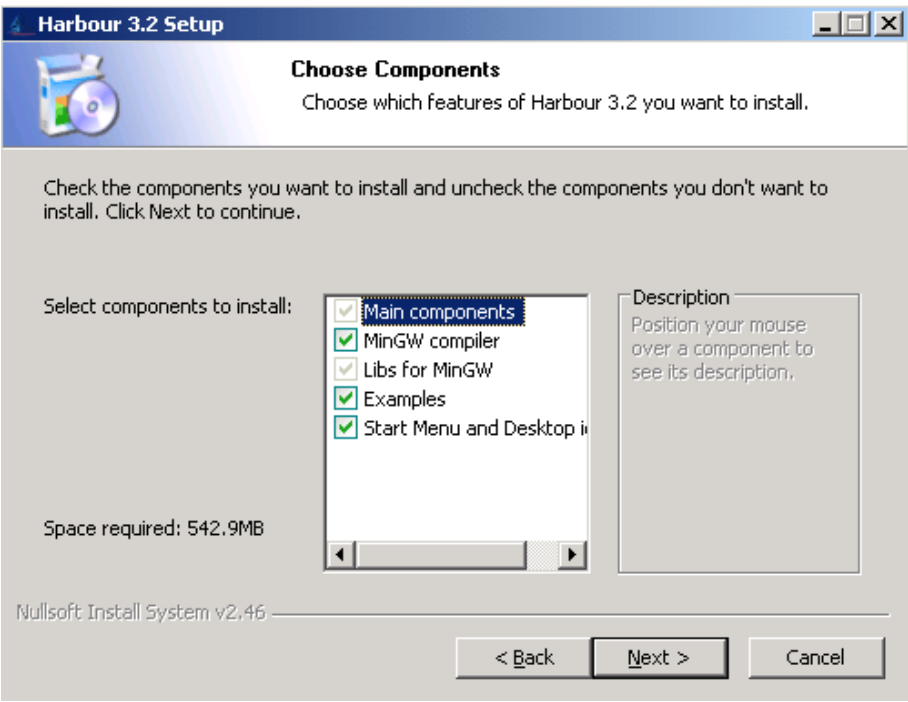 Harbour 3.2 Setup
Choose Components
Choose which features of Harbour 3.2 you want to install.
Check the components you want to install and uncheck the components you don't want to
install. Click Next to continue.
Select components to install:
Main components
MinGW compiler
Libs for MinGW
Examples
Start Menu and Desktop i
Description
Position your mouse
over a component to
see its description.
Space required: 542.9MB
Nullsoft Install System v2.46
< Back
Next >
Cancel